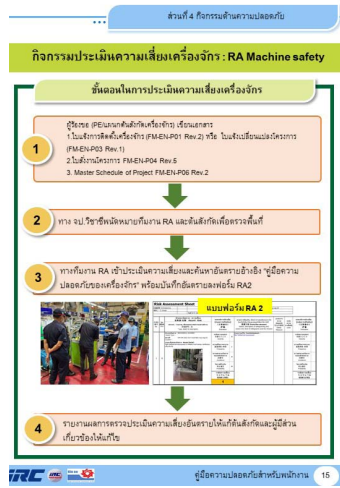 ส่วนที่ 4 กิจกรรมด้านความปลอดภัย
กิจกรรมประเมินความเสี่ยงเครื่องจักร : RA Machine safety
ขั้นตอนในการประเมินความเสี่ยงเครื่องจักร
1
ผู้ร้องขอ (PE/แผนกต้นสังกัดเครื่องจักร) เขียนเอกสาร
1.ใบแจ้งการติดตั้งเครื่องจักร (FM-EN-P01 Rev.2) หรือ ใบแจ้งเปลี่ยนแปลงโครงการ
(FM-EN-P03 Rev.1)
2.ใบสั่งงานโครงการ FM-EN-P04 Rev.5
3. Master Schedule of Project FM-EN-P06 Rev.2
2
ทาง จป.วิชาชีพนัดหมายทีมงาน RA และต้นสังกัดเพื่อตรวจพื้นที่
3
ทางทีมงาน RA เข้าประเมินความเสี่ยงและค้นหาอันตรายอ้างอิง "คู่มือความ
ปลอดภัยของเครื่องจักร" พร้อมบันทึกอันตรายลงฟอร์ม RA2
Risk Assessment Sheet
แบบฟอร์ม RA 2
4
รายงานผลการตรวจประเมินความเสี่ยงอันตรายให้แก่ต้นสังกัดและผู้มีส่วน
เกี่ยวข้องให้แก้ไข
คู่มือความปลอดภัยสำหรับพนักงาน 15